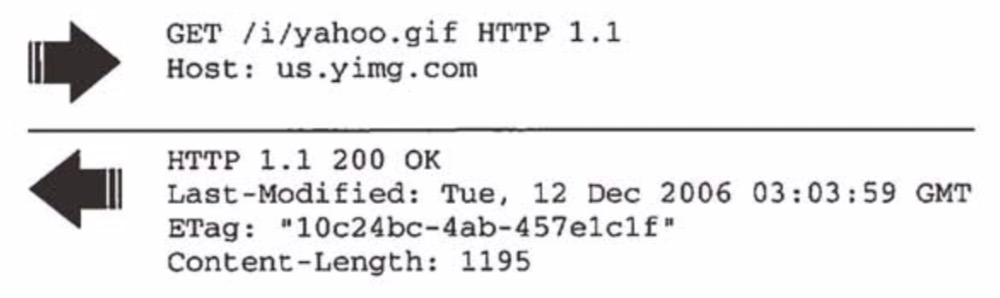 GET /i/yahoo.gif HTTP 1.1
Host: us.yimg.com
HTTP 1.1 200 OK
Last-Modified: Tue, 12 Dec 2006 03:03:59 GMT
ETag: "10c24bc-4ab-457e1c1f"
Content-Length: 1195